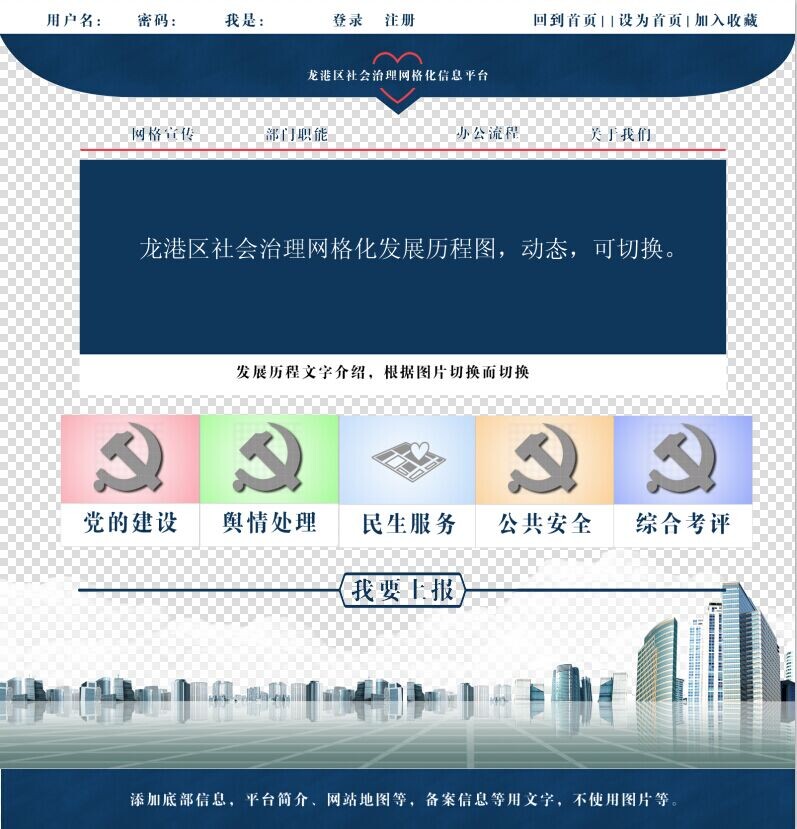 用户名： 密码： 我是： 登录 注册 回到首页||设为首页|加入收藏
龙港区社会治理网格化信息平台
网格宣传 部门职能 办公流程 关于我们
龙港区社会治理网格化发展历程图，动态，可切换。
发展历程文字介绍，根据图片切换而切换
党的建设 舆情处理 民生服务 公共安全 综合考评
我要上报
添加底部信息，平台简介、网站地图等，备案信息等用文字，不使用图片等。